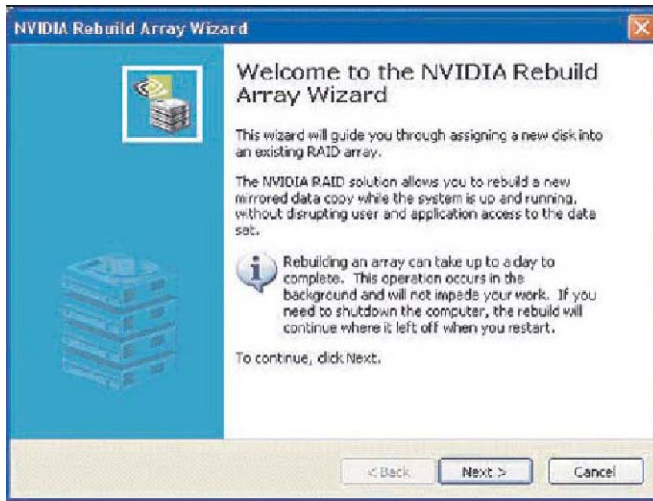 NVIDIA Rebuild Array Wizard
Welcome to the NVIDIA Rebuild
Array Wizard
This wizard will guide you through assigning a new disk into
an existing RAID array.
The NVIDIA RAID solution allows you to rebuild a new
mirrored data copy while the system is up and running,
without disrupting user and application access to the data
set.
Rebuilding an array can take up to a day to
complete. This operation occurs in the
background and will not impede your work. If you
need to shutdown the computer, the rebuild will
continue where it left off when you restart.
To continue, click Next.
< Back
Next >
Cancel